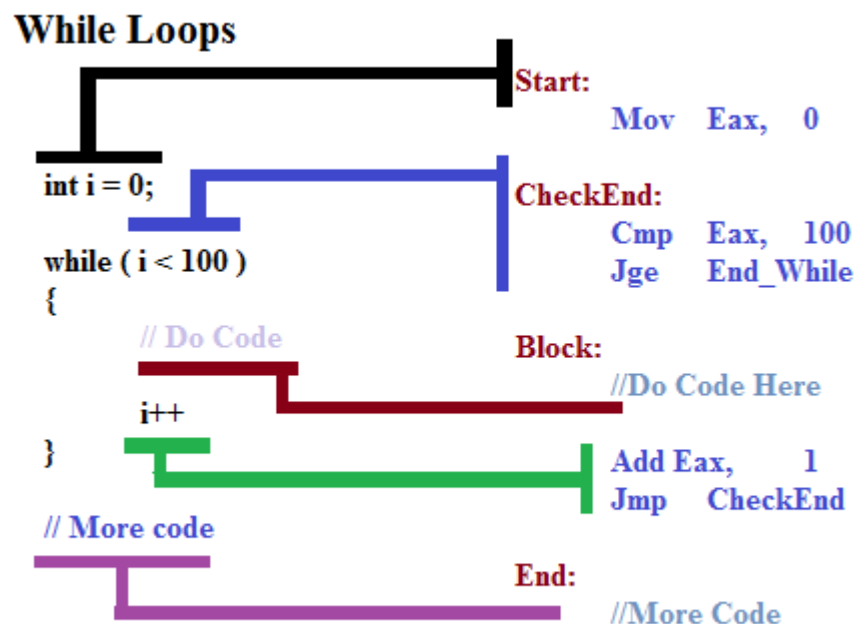 While Loops
int i = 0;
while ( i < 100 )
{
// Do Code
i++
}
// More code
Start:
Mov Eax, 0
CheckEnd:
Cmp Eax, 100
Jge End_While
Block:
//Do Code Here
Add Eax, 1
Jmp CheckEnd
End:
//More Code